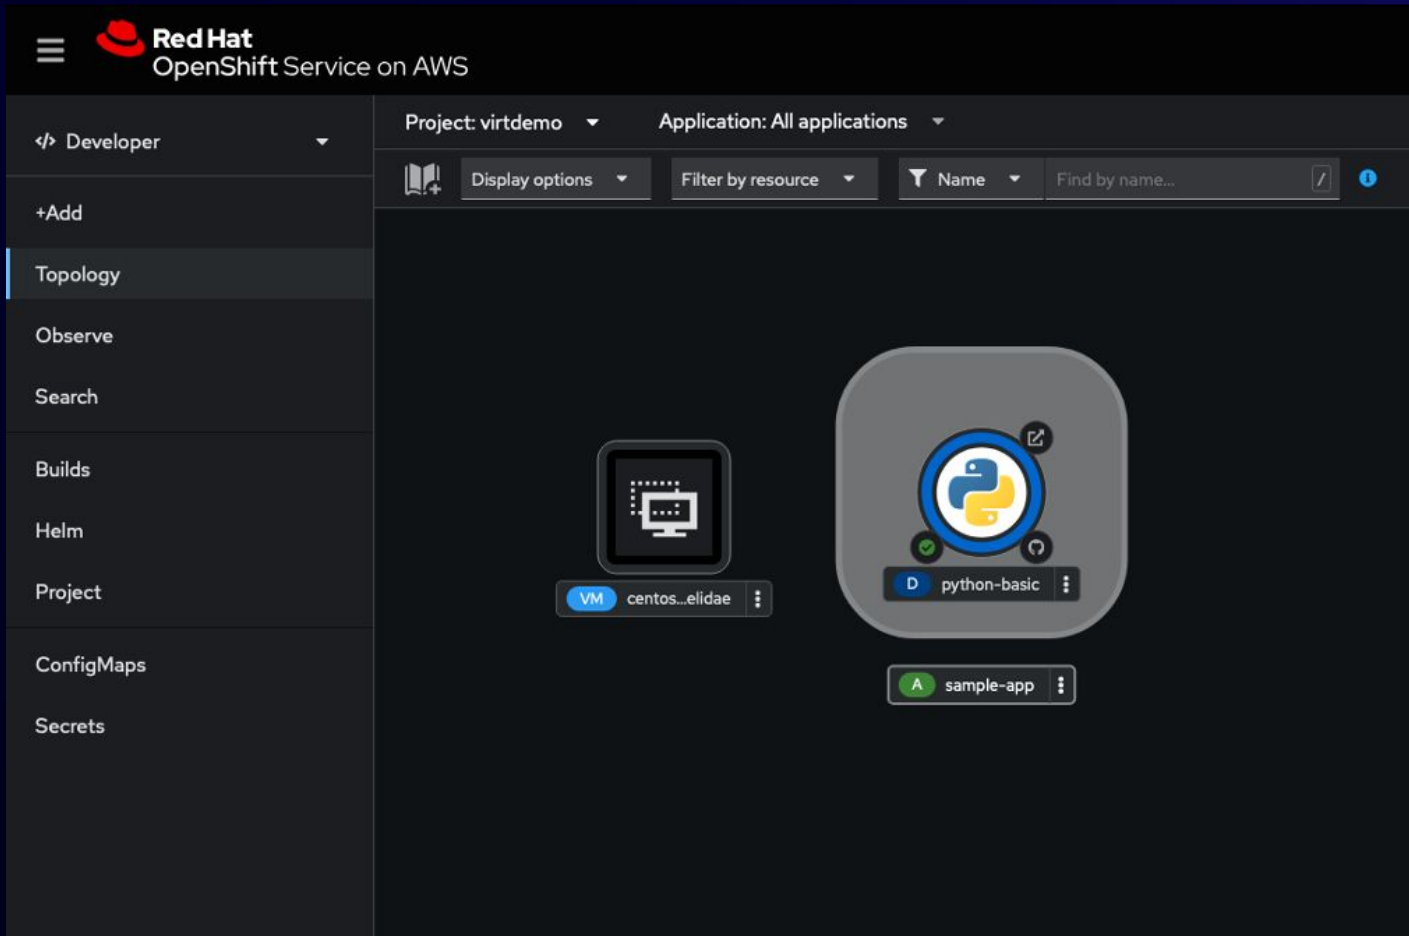 Red Hat
OpenShift Service on AWS
Developer
Project: virtdemo
Application: All applications
Display options
Filter by resource
Name
Find by name...
/
+Add
Topology
Observe
Search
Builds
Helm
Project
ConfigMaps
Secrets
VM centos...elidae
D python-basic
A sample-app